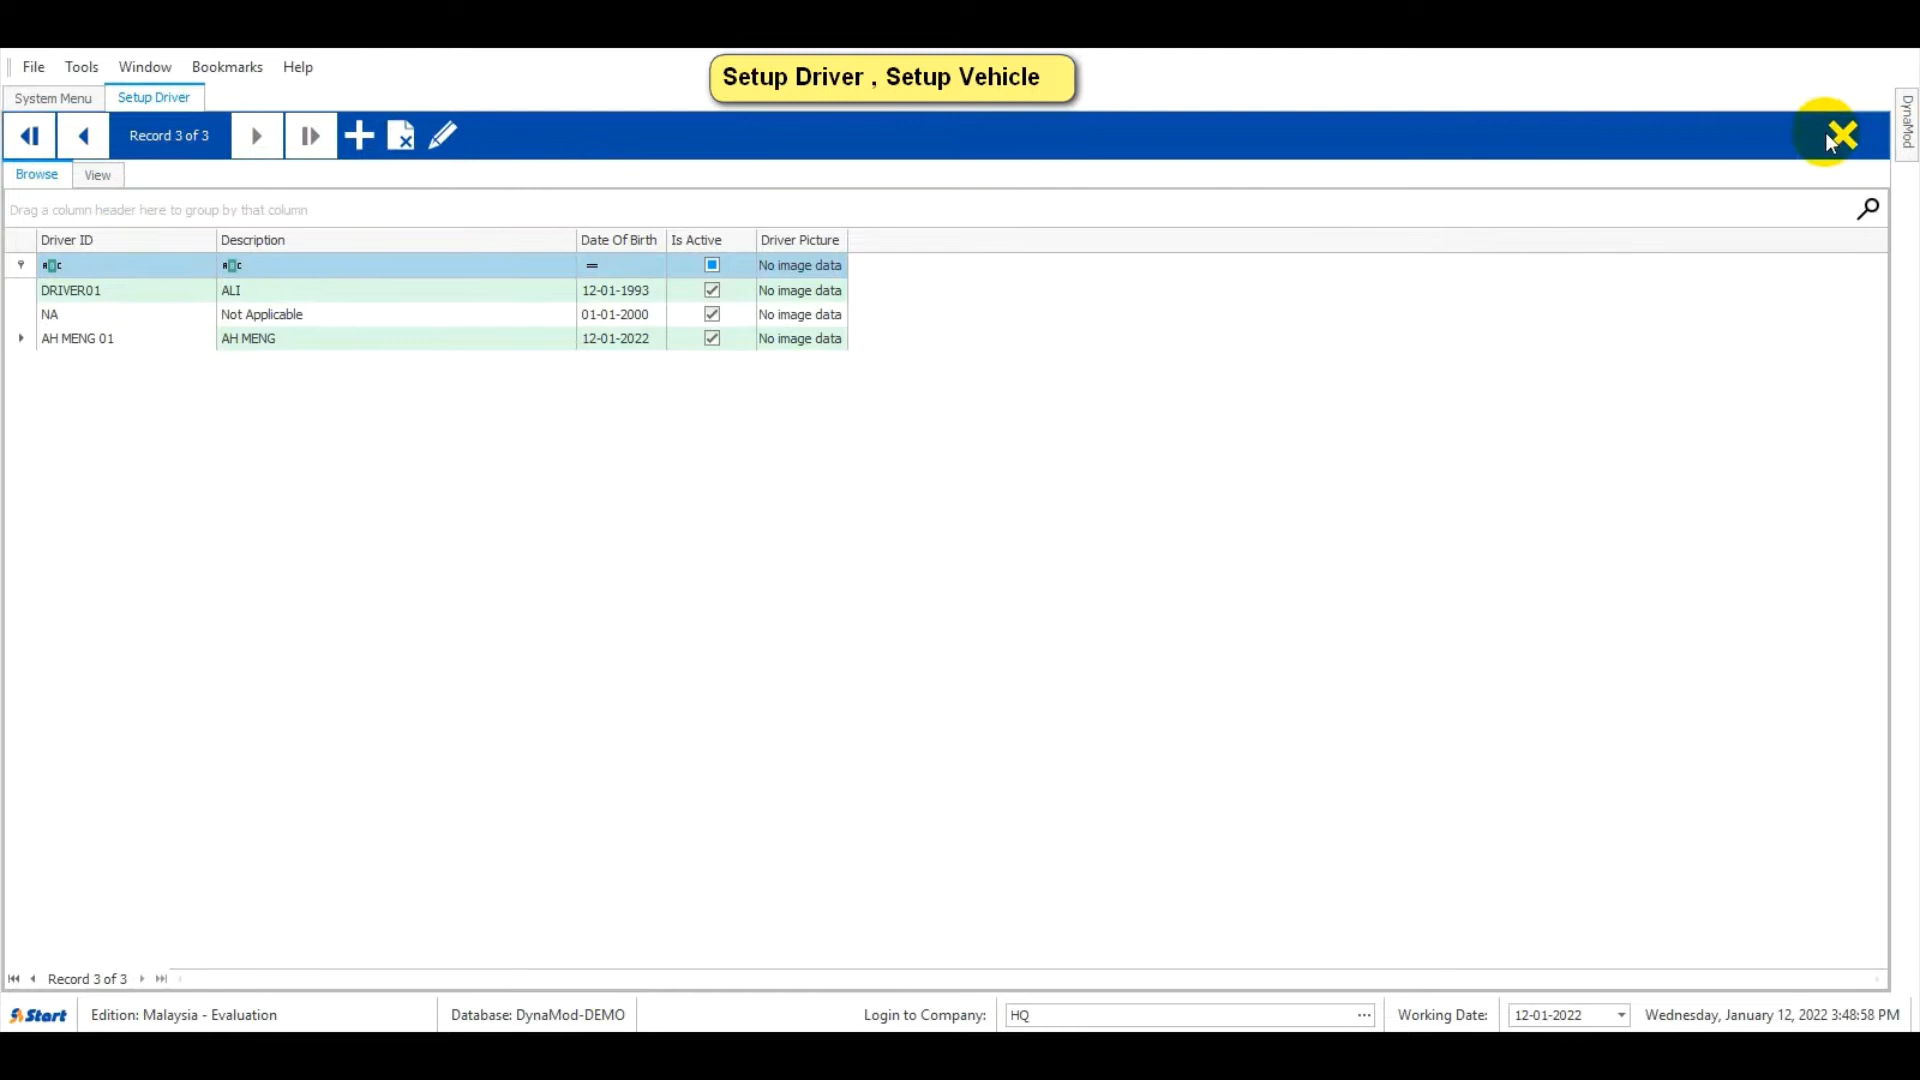 File Tools Window Bookmarks Help
Setup Driver , Setup Vehicle
System Menu Setup Driver
DynaMod
Record 3 of 3
Browse View
Drag a column header here to group by that column
Driver ID Description Date Of Birth Is Active Driver Picture
ABC ABC = No image data
DRIVER01 ALI 12-01-1993 No image data
NA Not Applicable 01-01-2000 No image data
AH MENG 01 AH MENG 12-01-2022 No image data
Record 3 of 3
Start Edition: Malaysia - Evaluation Database: DynaMod-DEMO Login to Company: HQ ... Working Date: 12-01-2022 Wednesday, January 12, 2022 3:48:58 PM